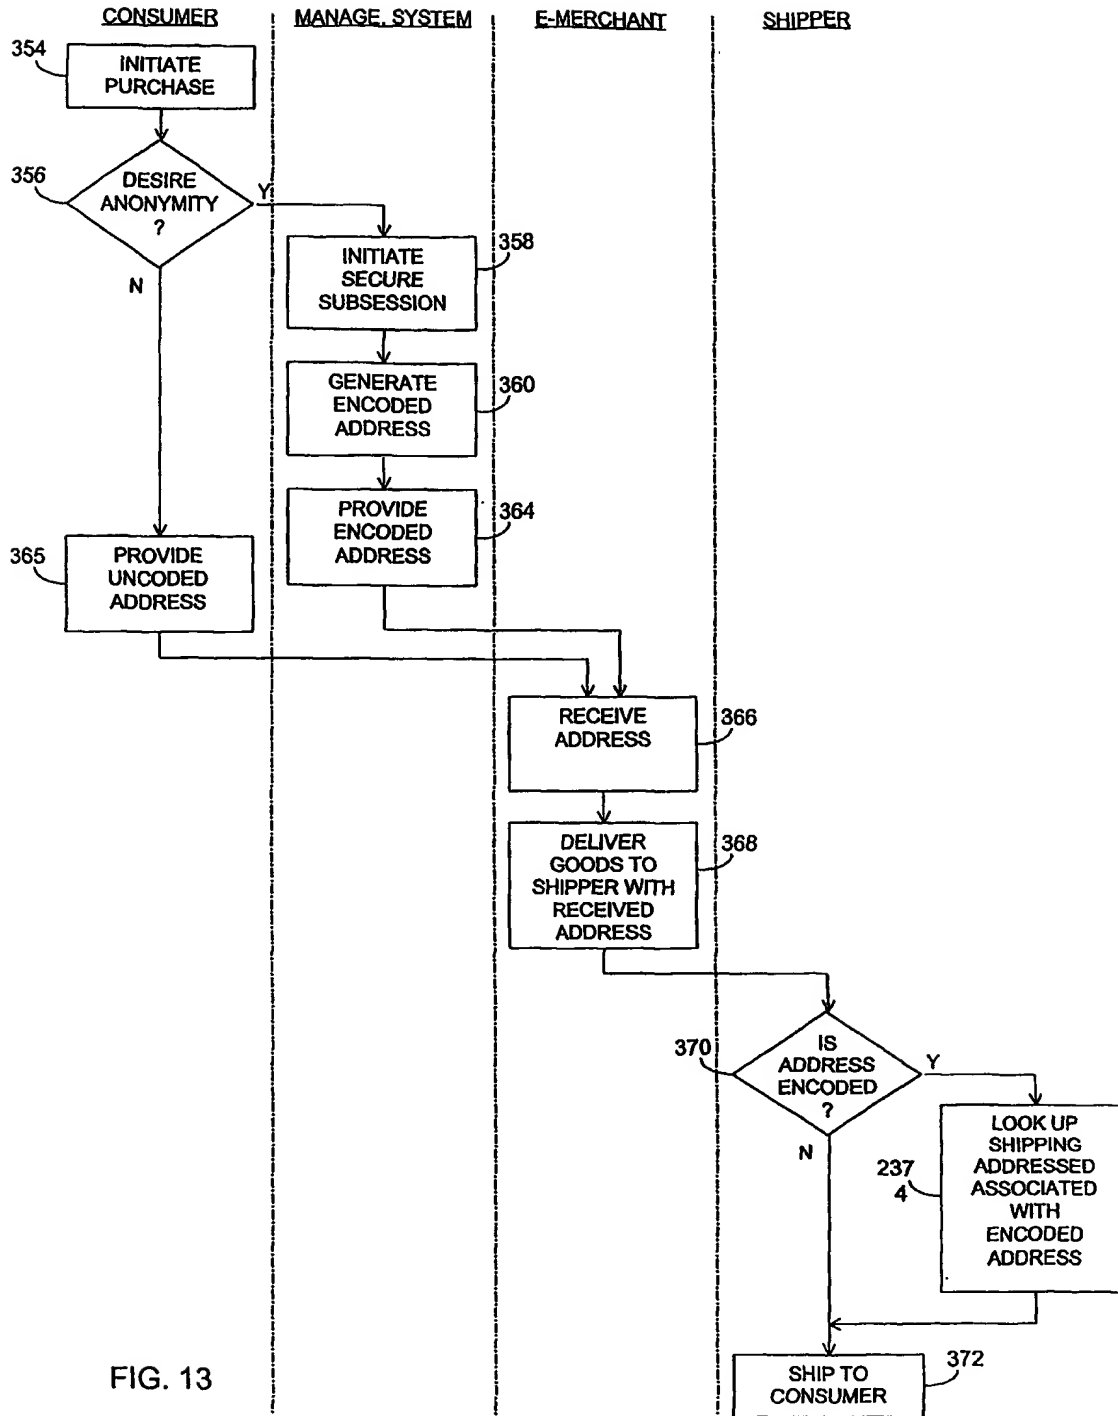 CONSUMER
MANAGE. SYSTEM
E-MERCHANT
SHIPPER
354
INITIATE
PURCHASE
356
DESIRE
ANONYMITY
?
Y
N
358
INITIATE
SECURE
SUBSESSION
360
GENERATE
ENCODED
ADDRESS
364
PROVIDE
ENCODED
ADDRESS
365
PROVIDE
UNCODED
ADDRESS
366
RECEIVE
ADDRESS
368
DELIVER
GOODS TO
SHIPPER WITH
RECEIVED
ADDRESS
370
IS
ADDRESS
ENCODED
?
Y
N
237
4
LOOK UP
SHIPPING
ADDRESSED
ASSOCIATED
WITH
ENCODED
ADDRESS
372
SHIP TO
CONSUMER
FIG. 13